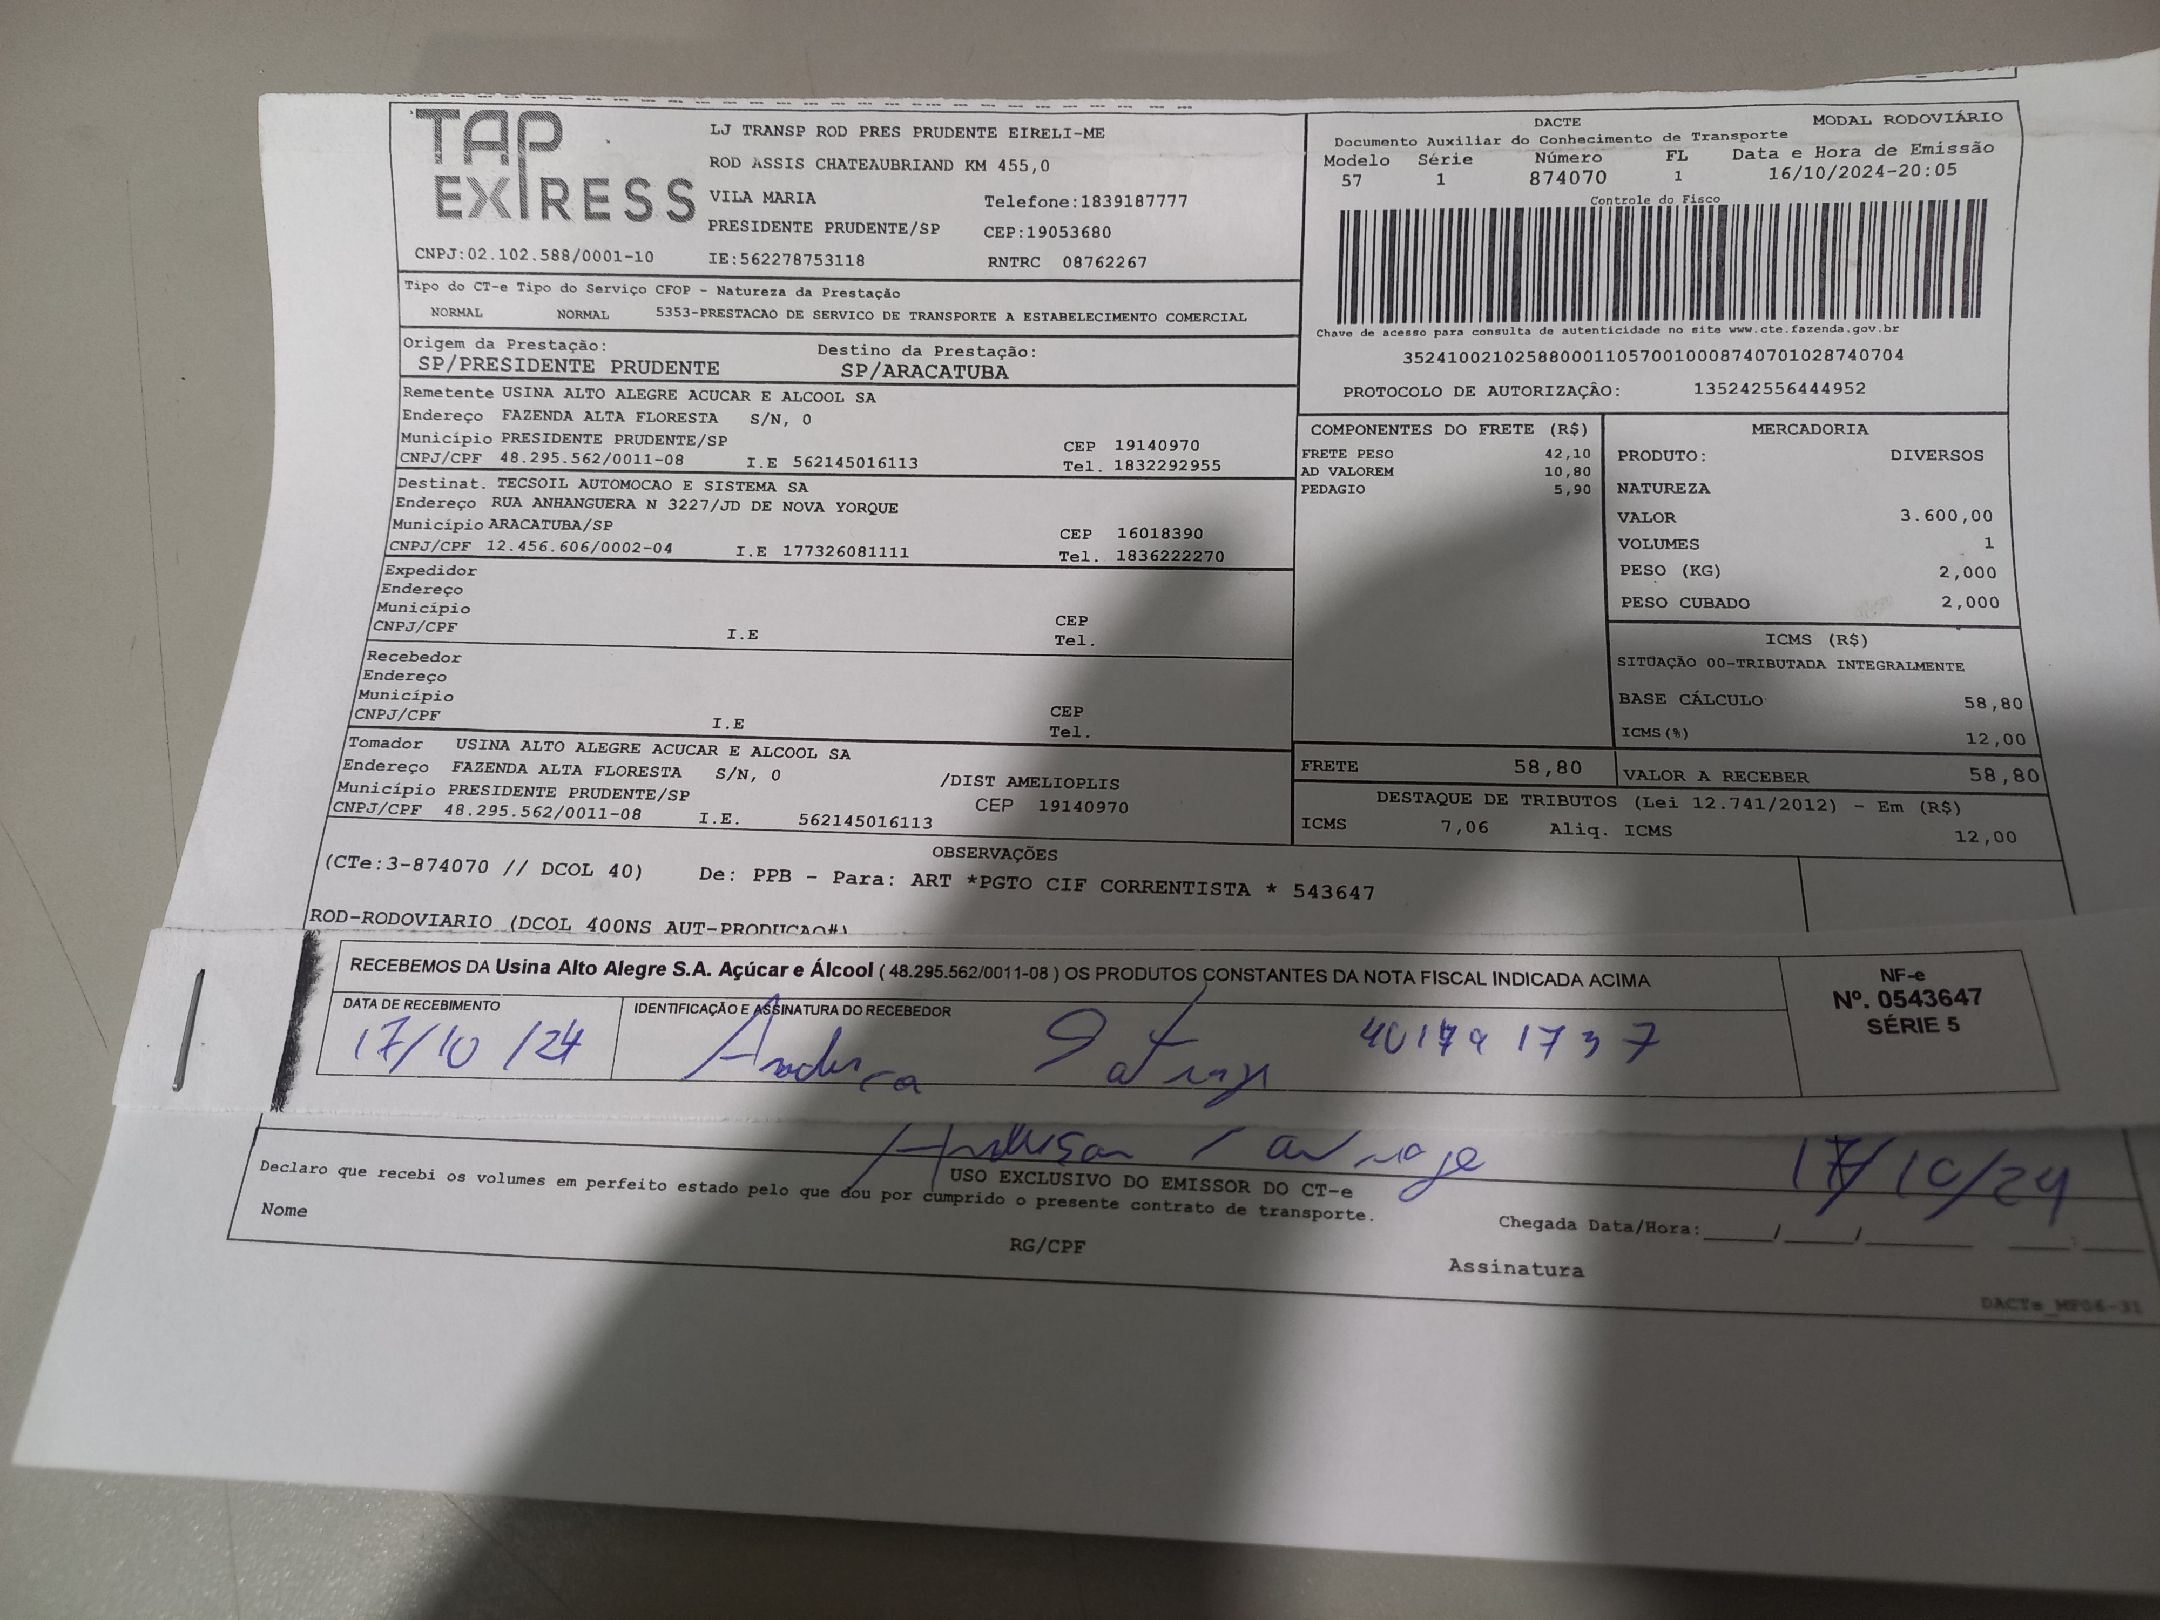 TAP EXPRESS
LJ TRANSP ROD PRES PRUDENTE EIRELI-ME
ROD ASSIS CHATEAUBRIAND KM 455,0
VILA MARIA Telefone:1839187777
PRESIDENTE PRUDENTE/SP CEP:19053680
CNPJ:02.102.588/0001-10 IE:562278753118 RNTRC 08762267
DACTE MODAL RODOVIÁRIO
Documento Auxiliar do Conhecimento de Transporte
Modelo Série Número FL Data e Hora de Emissão
57 1 874070 1 16/10/2024-20:05
Controle do Fisco
Chave de acesso para consulta de autenticidade no site www.cte.fazenda.gov.br
35241002102588000110570010008740701028740704
PROTOCOLO DE AUTORIZAÇÃO: 135242556444952
Tipo do CT-e Tipo do Serviço CFOP - Natureza da Prestação
NORMAL NORMAL 5353-PRESTACAO DE SERVICO DE TRANSPORTE A ESTABELECIMENTO COMERCIAL
Origem da Prestação: Destino da Prestação:
SP/PRESIDENTE PRUDENTE SP/ARACATUBA
Remetente USINA ALTO ALEGRE ACUCAR E ALCOOL SA
Endereço FAZENDA ALTA FLORESTA S/N, 0
Município PRESIDENTE PRUDENTE/SP CEP 19140970
CNPJ/CPF 48.295.562/0011-08 I.E 562145016113 Tel. 1832292955
Destinat. TECSOIL AUTOMOCAO E SISTEMA SA
Endereço RUA ANHANGUERA N 3227/JD DE NOVA YORQUE
Município ARACATUBA/SP CEP 16018390
CNPJ/CPF 12.456.606/0002-04 I.E 177326081111 Tel. 1836222270
Expedidor
Endereço
Município CEP
CNPJ/CPF I.E Tel.
Recebedor
Endereço
Município CEP
CNPJ/CPF I.E Tel.
Tomador USINA ALTO ALEGRE ACUCAR E ALCOOL SA
Endereço FAZENDA ALTA FLORESTA S/N, 0 /DIST AMELIOPLIS
Município PRESIDENTE PRUDENTE/SP CEP 19140970
CNPJ/CPF 48.295.562/0011-08 I.E. 562145016113
COMPONENTES DO FRETE (R$)
FRETE PESO 42,10
AD VALOREM 10,80
PEDAGIO 5,90
MERCADORIA
PRODUTO: DIVERSOS
NATUREZA
VALOR 3.600,00
VOLUMES 1
PESO (KG) 2,000
PESO CUBADO 2,000
ICMS (R$)
SITUAÇÃO 00-TRIBUTADA INTEGRALMENTE
BASE CÁLCULO 58,80
ICMS(%) 12,00
FRETE 58,80 VALOR A RECEBER 58,80
DESTAQUE DE TRIBUTOS (Lei 12.741/2012) - Em (R$)
ICMS 7,06 Aliq. ICMS 12,00
OBSERVAÇÕES
(CTe:3-874070 // DCOL 40) De: PPB - Para: ART *PGTO CIF CORRENTISTA * 543647
ROD-RODOVIARIO (DCOL 400NS AUT-PRODUCAO#)
RECEBEMOS DA Usina Alto Alegre S.A. Açúcar e Álcool ( 48.295.562/0011-08 ) OS PRODUTOS CONSTANTES DA NOTA FISCAL INDICADA ACIMA
DATA DE RECEBIMENTO IDENTIFICAÇÃO E ASSINATURA DO RECEBEDOR
17/10/24
NF-e
Nº. 0543647
SÉRIE 5
17/10/24
USO EXCLUSIVO DO EMISSOR DO CT-e
Declaro que recebi os volumes em perfeito estado pelo que dou por cumprido o presente contrato de transporte.
Nome RG/CPF Assinatura Chegada Data/Hora:_____/_____/________ ____:____
DACTe_MF06-31